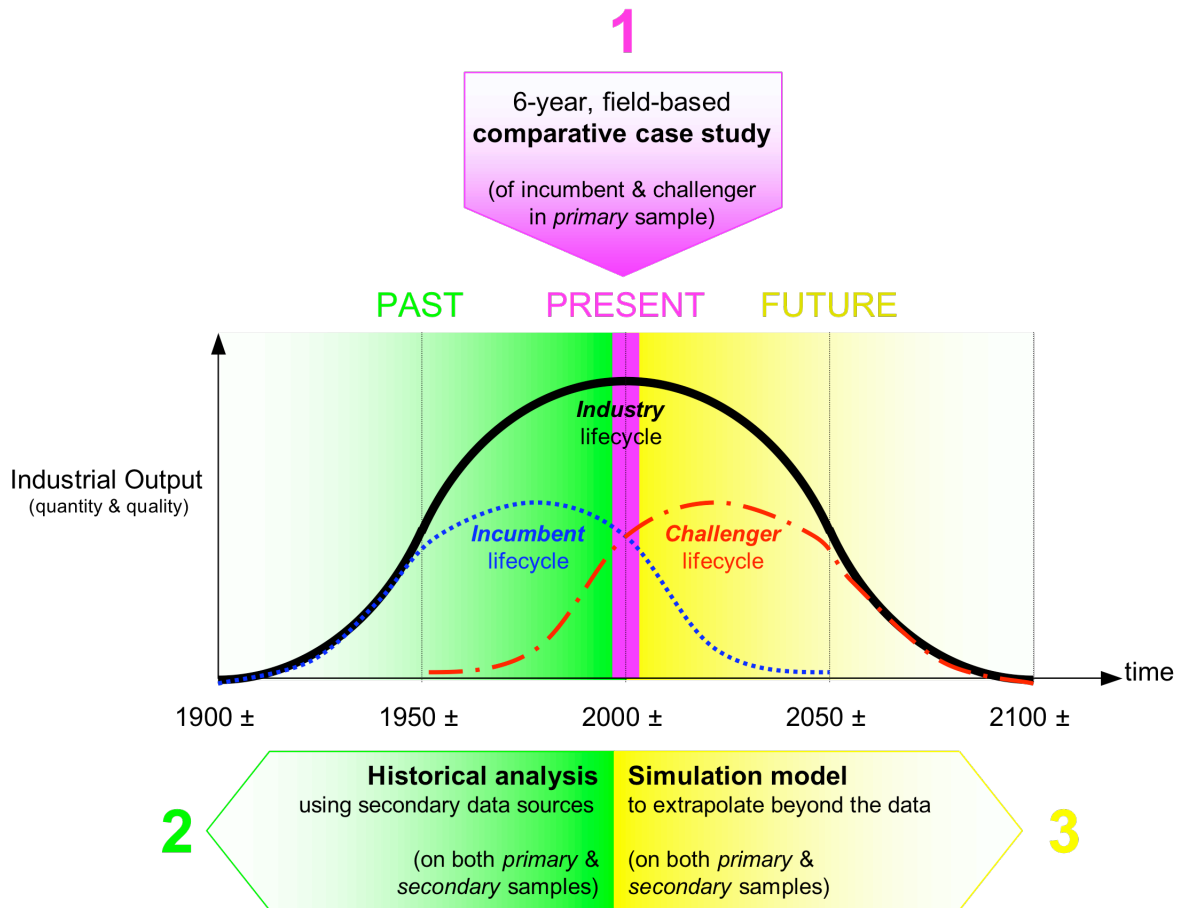 1
6-year, field-based
comparative case study
(of incumbent & challenger
in primary sample)
PAST
PRESENT
FUTURE
Industry
lifecycle
Industrial Output
(quantity & quality)
Incumbent
lifecycle
Challenger
lifecycle
time
1900 ±
1950 ±
2000 ±
2050 ±
2100 ±
2
Historical analysis
using secondary data sources
(on both primary &
secondary samples)
Simulation model
to extrapolate beyond the data
(on both primary &
secondary samples)
3